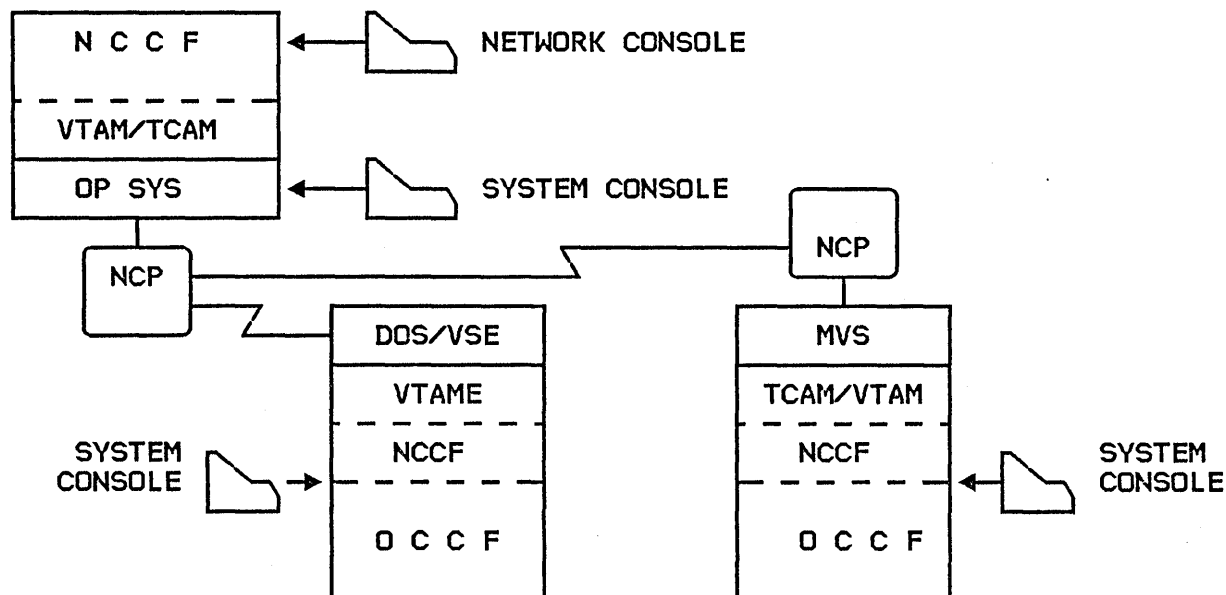 N C C F
NETWORK CONSOLE
VTAM/TCAM
OP SYS
SYSTEM CONSOLE
NCP
NCP
DOS/VSE
MVS
VTAME
TCAM/VTAM
SYSTEM
CONSOLE
NCCF
NCCF
SYSTEM
CONSOLE
O C C F
O C C F